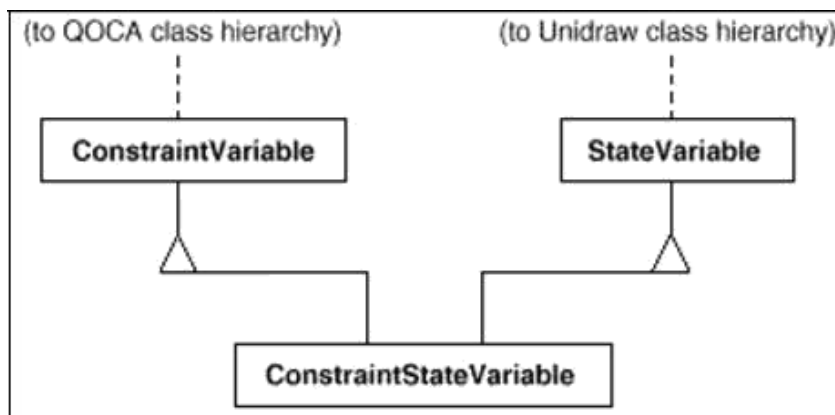 (to QOCA class hierarchy)
(to Unidraw class hierarchy)
ConstraintVariable
StateVariable
ConstraintStateVariable